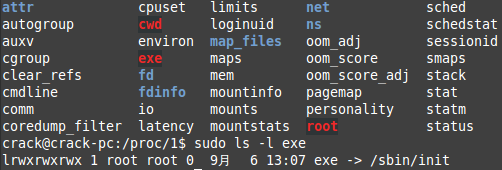 attr cpuset limits net sched
autogroup cwd loginuid ns schedstat
auxv environ map_files oom_adj sessionid
cgroup exe maps oom_score smaps
clear_refs fd mem oom_score_adj stack
cmdline fdinfo mountinfo pagemap stat
comm io mounts personality statm
coredump_filter latency mountstats root status
crack@crack-pc:/proc/1$ sudo ls -l exe
lrwxrwxrwx 1 root root 0  9月   6 13:07 exe -> /sbin/init